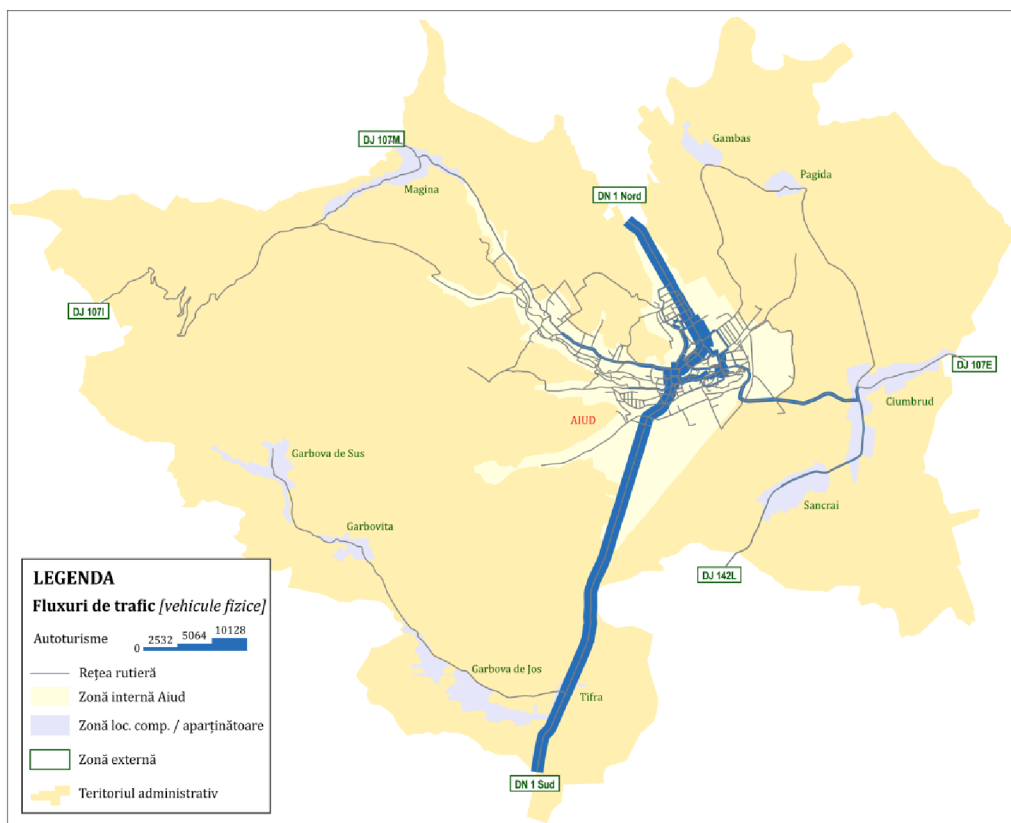 DJ 107M
Gambas
Magina
Pagida
DN 1 Nord
DJ 107I
DJ 107E
Ciumbrud
AIUD
Garbova de Sus
Sancrai
Garbovita
DJ 142L
Garbova de Jos
Tifra
DN 1 Sud
LEGENDA
Fluxuri de trafic [vehicule fizice]
Autoturisme 0 2532 5064 10128
Rețea rutieră
Zonă internă Aiud
Zonă loc. comp. / aparținătoare
Zonă externă
Teritoriul administrativ